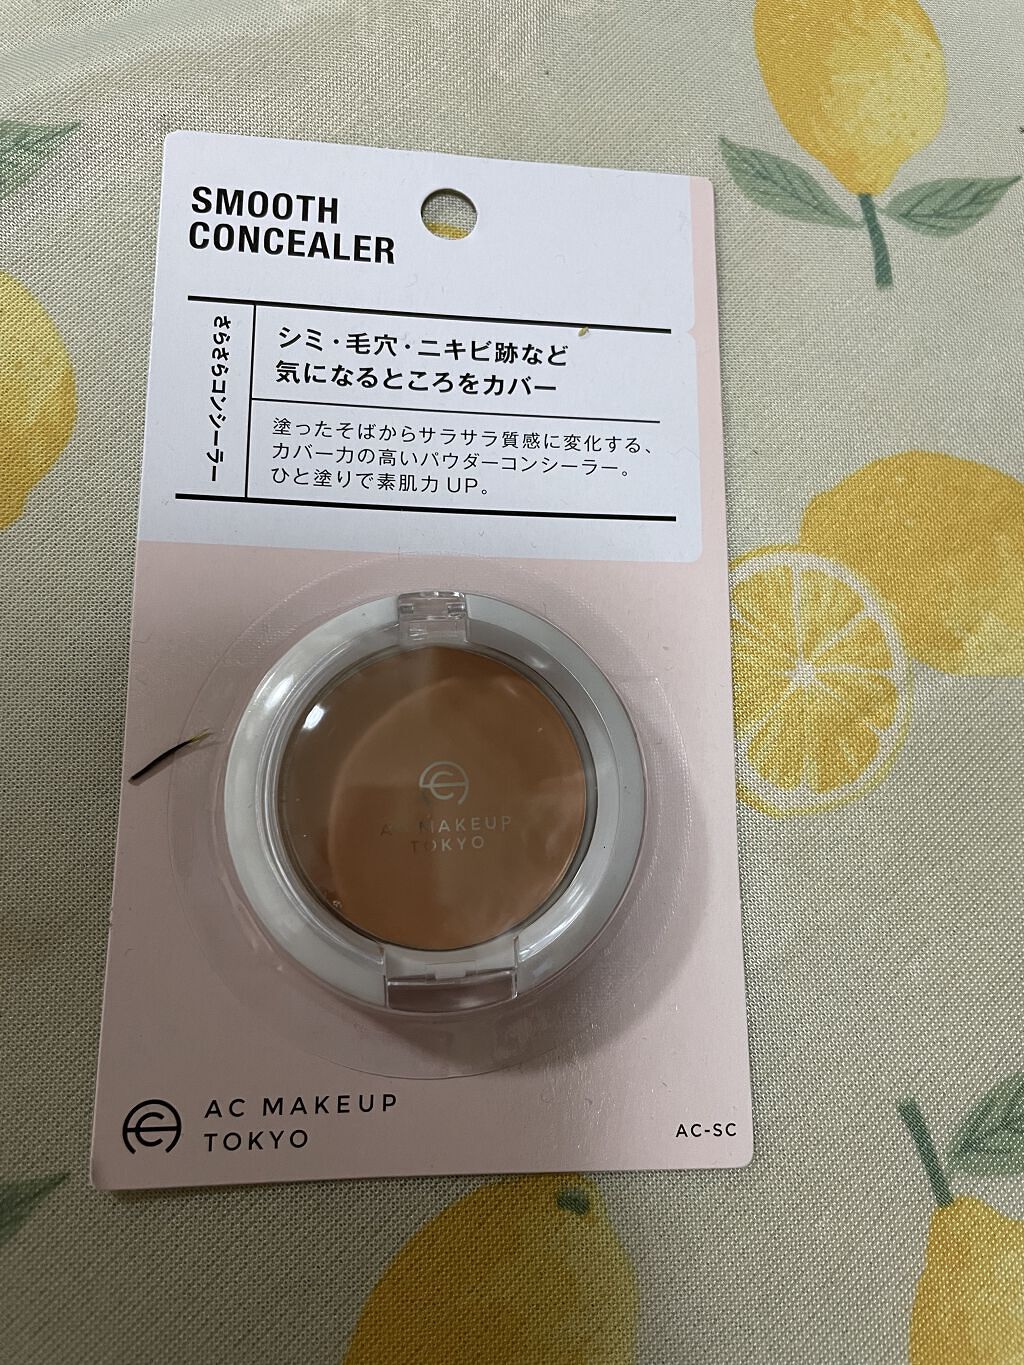 SMOOTH
CONCEALER
さらさらコンシーラー
シミ・毛穴・ニキビ跡など
気になるところをカバー
塗ったそばからサラサラ質感に変化する、
カバー力の高いパウダーコンシーラー。
ひと塗りで素肌力UP。
AC MAKEUP
TOKYO
AC MAKEUP
TOKYO
AC-SC